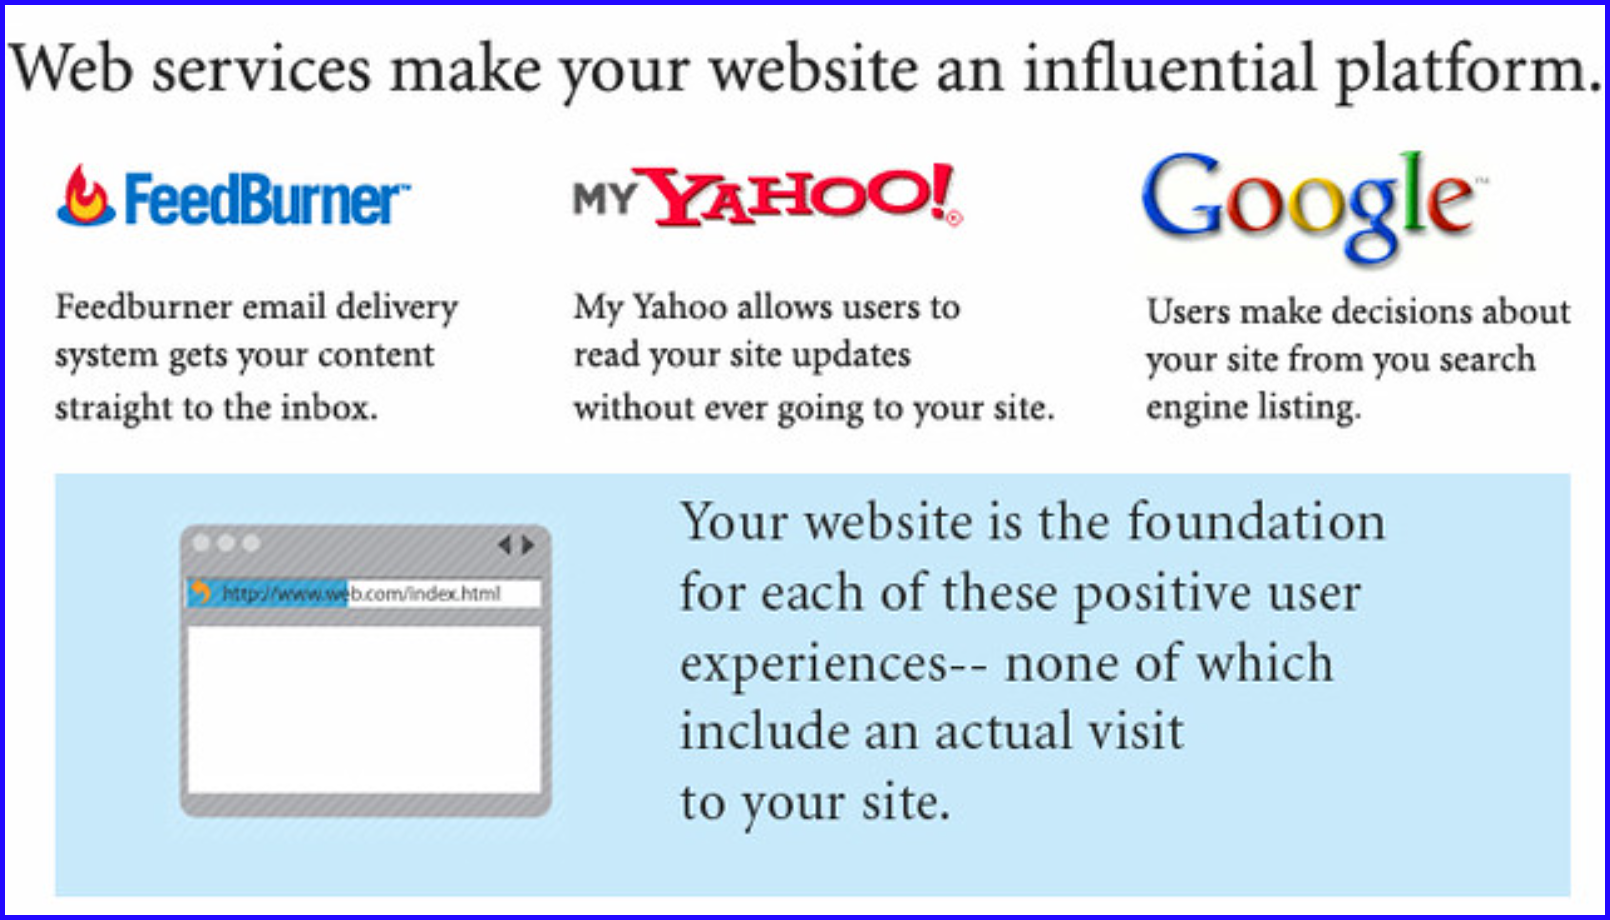 Web services make your website an influential platform.
FeedBurner™
MY YAHOO!®
Google™
Feedburner email delivery
system gets your content
straight to the inbox.
My Yahoo allows users to
read your site updates
without ever going to your site.
Users make decisions about
your site from you search
engine listing.
http://www.web.com/index.html
Your website is the foundation
for each of these positive user
experiences-- none of which
include an actual visit
to your site.